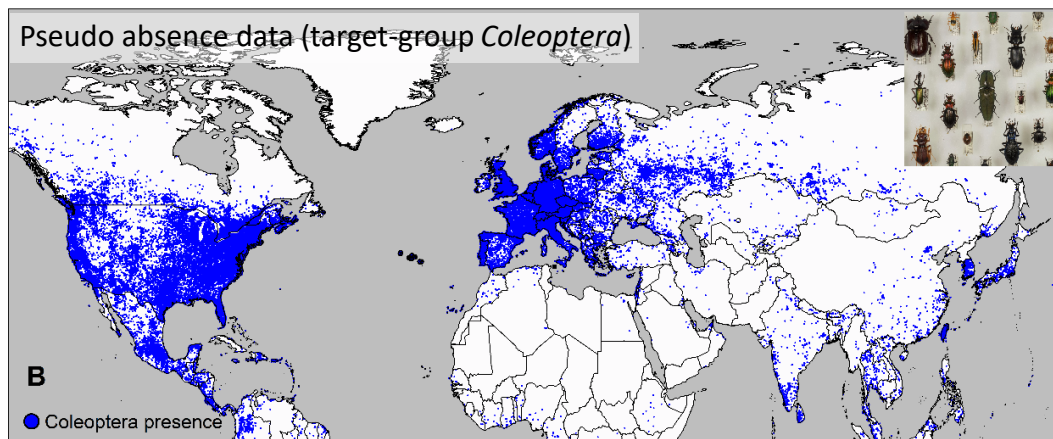 Pseudo absence data (target-group Coleoptera)
B
Coleoptera presence